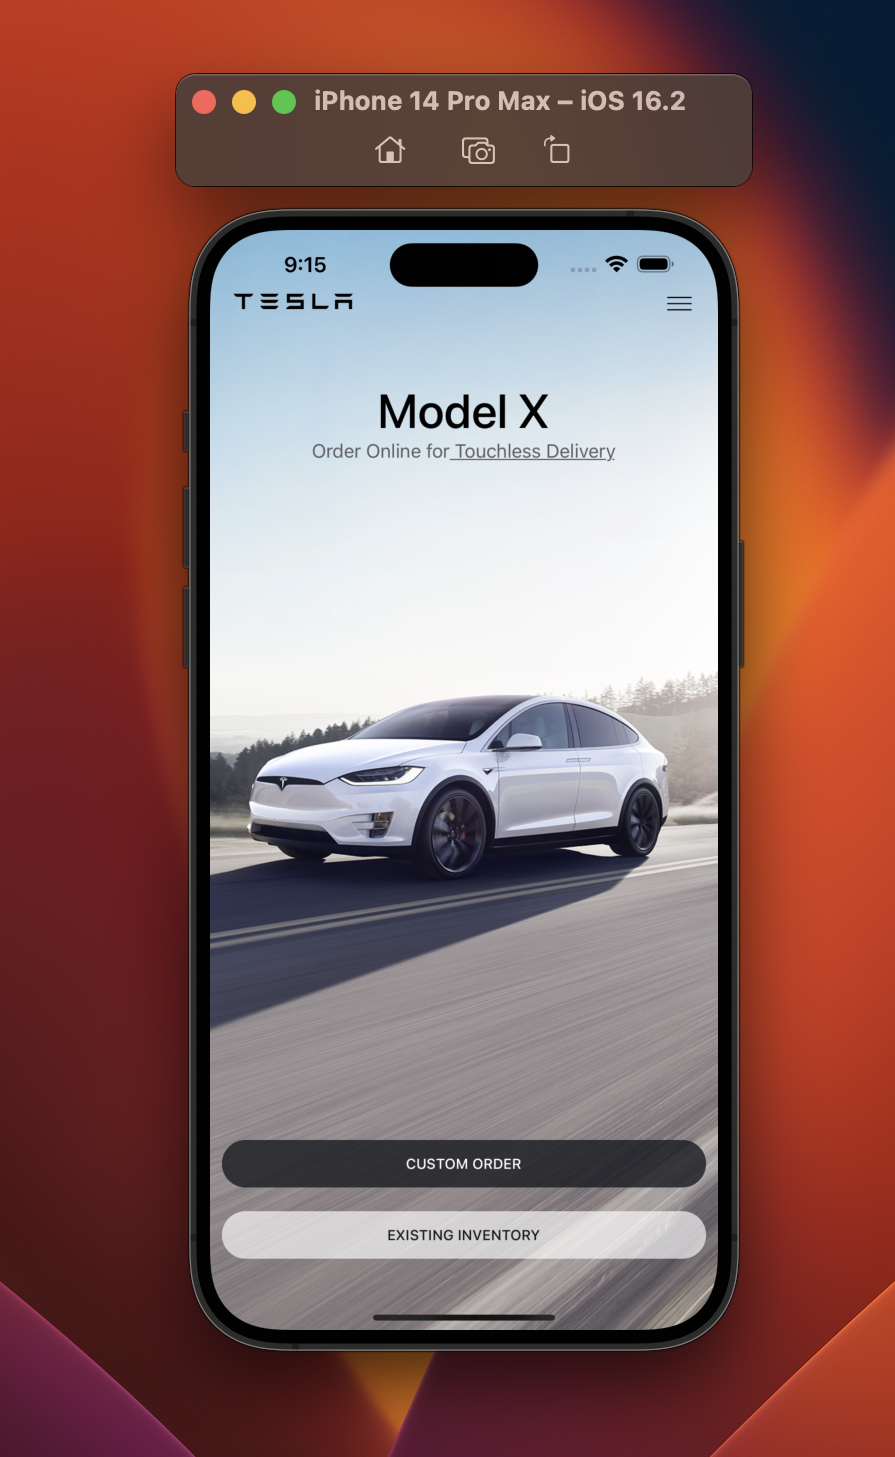 iPhone 14 Pro Max – iOS 16.2
9:15
TESLA
Model X
Order Online for Touchless Delivery
CUSTOM ORDER
EXISTING INVENTORY